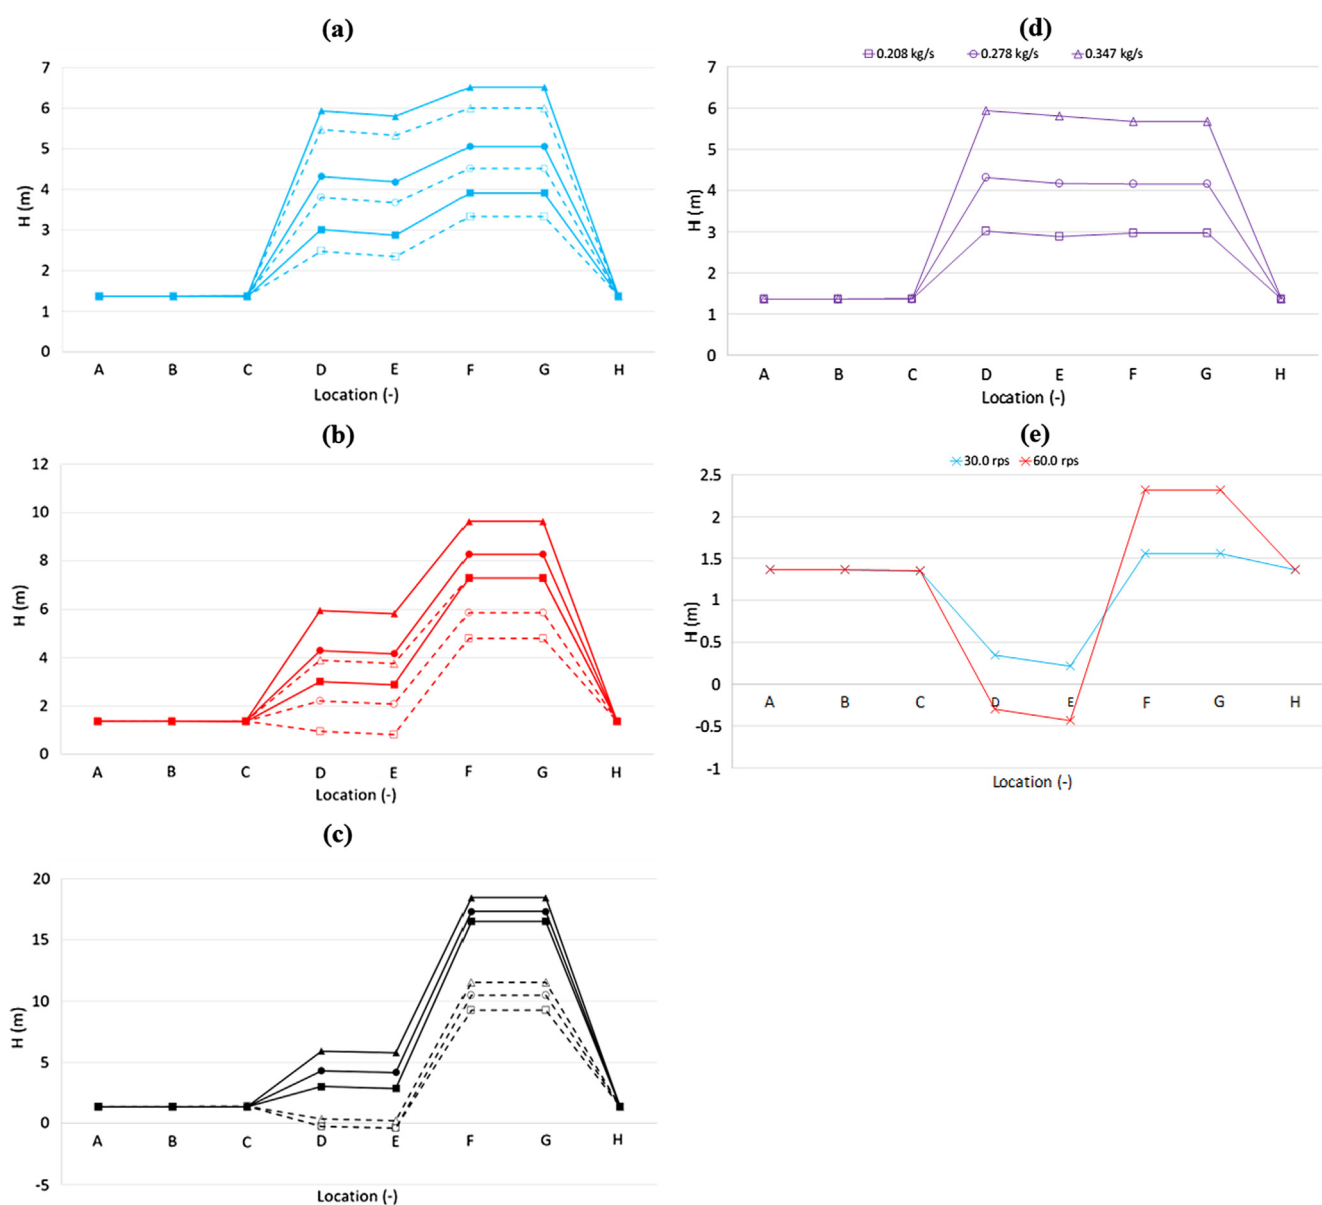 (a)
7
6
5
4
3
2
1
0
H (m)
A B C D E F G H
Location (-)
(b)
12
10
8
6
4
2
0
H (m)
A B C D E F G H
Location (-)
(c)
20
15
10
5
0
-5
H (m)
A B C D E F G H
Location (-)
(d)
0.208 kg/s 0.278 kg/s 0.347 kg/s
7
6
5
4
3
2
1
0
H (m)
A B C D E F G H
Location (-)
(e)
30.0 rps 60.0 rps
2.5
2
1.5
1
0.5
0
-0.5
-1
H (m)
A B C D E F G H
Location (-)